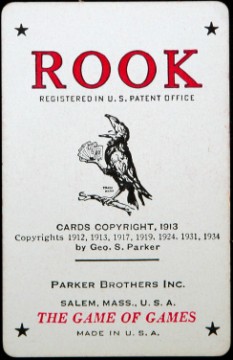 ROOK
REGISTERED IN U.S. PATENT OFFICE
CARDS COPYRIGHT, 1913
Copyrights 1912, 1913, 1917, 1919, 1924, 1931, 1934
by Geo. S. Parker
PARKER BROTHERS INC.
SALEM, MASS., U. S. A.
THE GAME OF GAMES
MADE IN U. S. A.